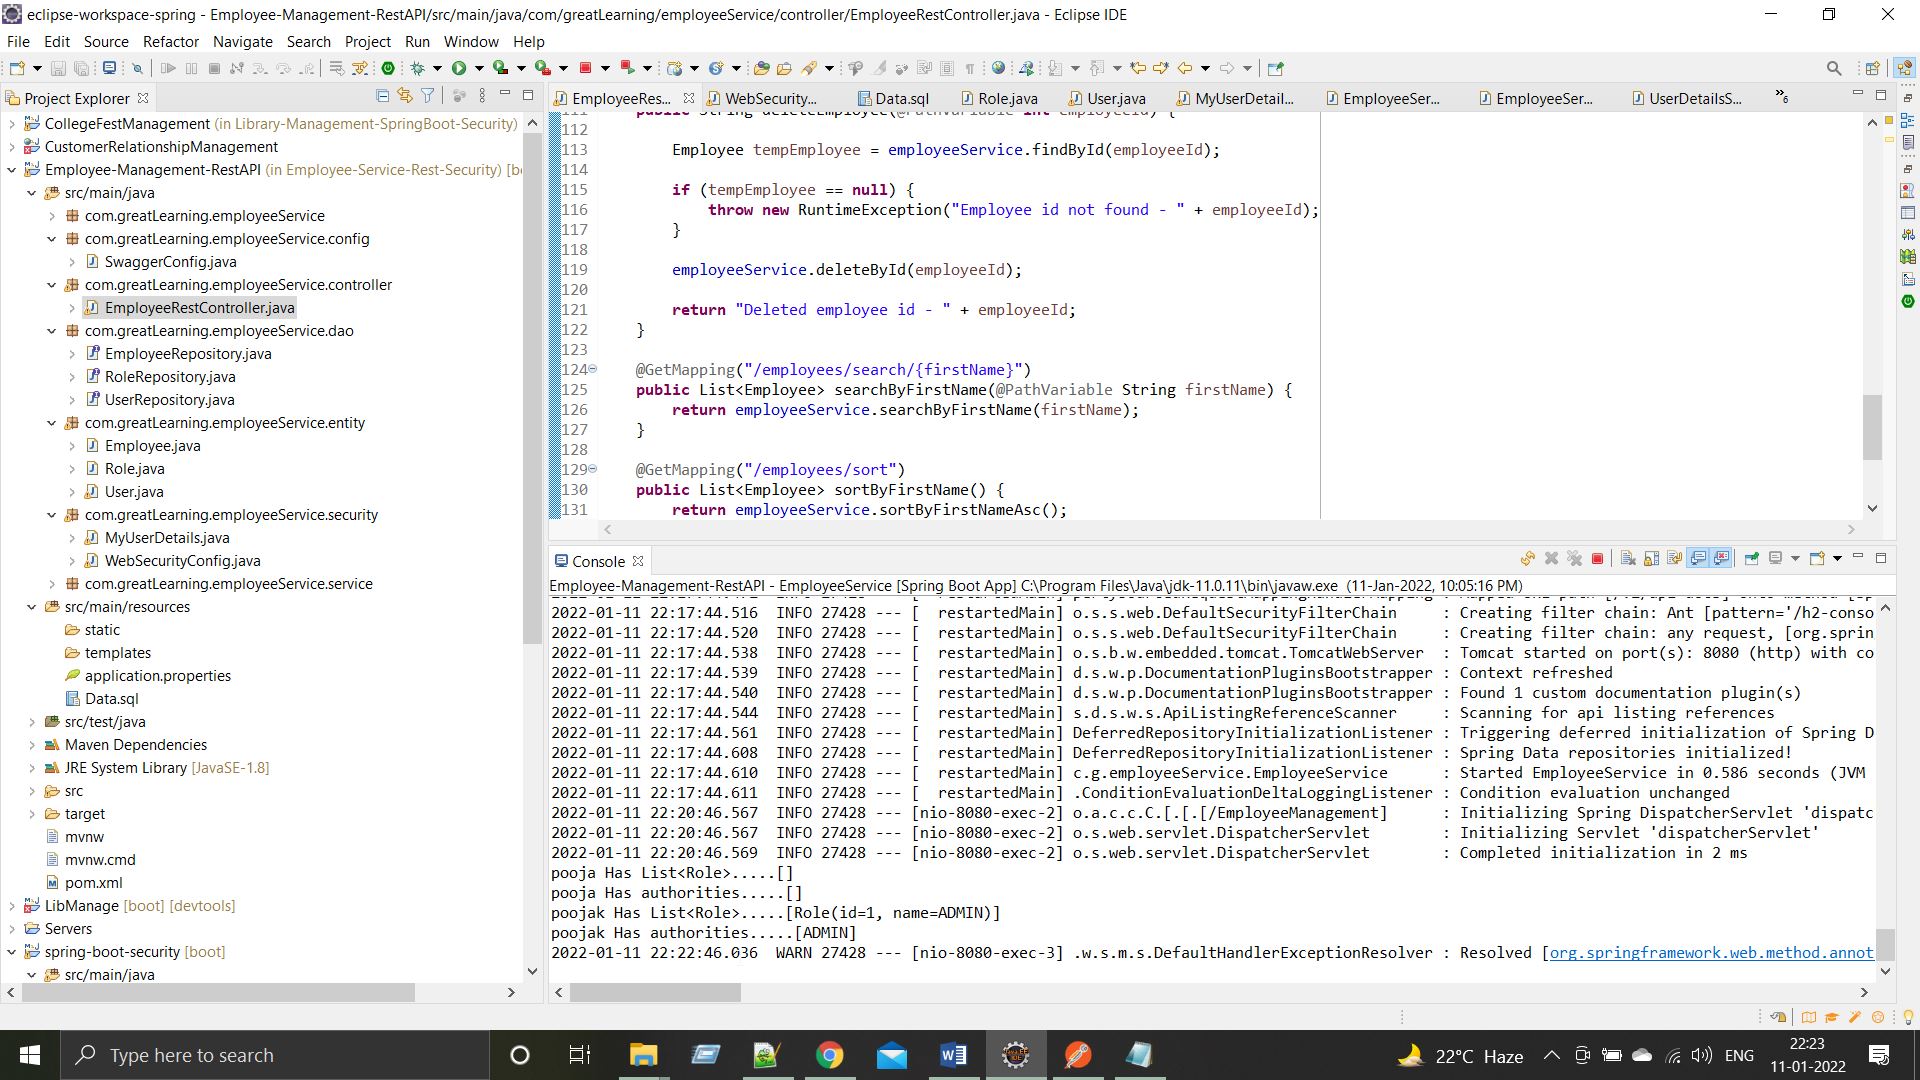 eclipse-workspace-spring - Employee-Management-RestAPI/src/main/java/com/greatLearning/employeeService/controller/EmployeeRestController.java - Eclipse IDE
File Edit Source Refactor Navigate Search Project Run Window Help
Project Explorer
CollegeFestManagement (in Library-Management-SpringBoot-Security)
CustomerRelationshipManagement
Employee-Management-RestAPI (in Employee-Service-Rest-Security) [b
src/main/java
com.greatLearning.employeeService
com.greatLearning.employeeService.config
SwaggerConfig.java
com.greatLearning.employeeService.controller
EmployeeRestController.java
com.greatLearning.employeeService.dao
EmployeeRepository.java
RoleRepository.java
UserRepository.java
com.greatLearning.employeeService.entity
Employee.java
Role.java
User.java
com.greatLearning.employeeService.security
MyUserDetails.java
WebSecurityConfig.java
com.greatLearning.employeeService.service
src/main/resources
static
templates
application.properties
Data.sql
src/test/java
Maven Dependencies
JRE System Library [JavaSE-1.8]
src
target
mvnw
mvnw.cmd
pom.xml
LibManage [boot] [devtools]
Servers
spring-boot-security [boot]
src/main/java
EmployeeRes... WebSecurity... Data.sql Role.java User.java MyUserDetail... EmployeeSer... EmployeeSer... UserDetailsS... »6
111 public String deleteEmployee(@PathVariable int employeeId) {
112
113 Employee tempEmployee = employeeService.findById(employeeId);
114
115 if (tempEmployee == null) {
116 throw new RuntimeException("Employee id not found - " + employeeId);
117 }
118
119 employeeService.deleteById(employeeId);
120
121 return "Deleted employee id - " + employeeId;
122 }
123
124 @GetMapping("/employees/search/{firstName}")
125 public List<Employee> searchByFirstName(@PathVariable String firstName) {
126 return employeeService.searchByFirstName(firstName);
127 }
128
129 @GetMapping("/employees/sort")
130 public List<Employee> sortByFirstName() {
131 return employeeService.sortByFirstNameAsc();
Console
Employee-Management-RestAPI - EmployeeService [Spring Boot App] C:\Program Files\Java\jdk-11.0.11\bin\javaw.exe (11-Jan-2022, 10:05:16 PM)
2022-01-11 22:17:44.516 INFO 27428 --- [ restartedMain] o.s.s.web.DefaultSecurityFilterChain : Creating filter chain: Ant [pattern='/h2-conso
2022-01-11 22:17:44.520 INFO 27428 --- [ restartedMain] o.s.s.web.DefaultSecurityFilterChain : Creating filter chain: any request, [org.sprin
2022-01-11 22:17:44.538 INFO 27428 --- [ restartedMain] o.s.b.w.embedded.tomcat.TomcatWebServer : Tomcat started on port(s): 8080 (http) with co
2022-01-11 22:17:44.539 INFO 27428 --- [ restartedMain] d.s.w.p.DocumentationPluginsBootstrapper : Context refreshed
2022-01-11 22:17:44.540 INFO 27428 --- [ restartedMain] d.s.w.p.DocumentationPluginsBootstrapper : Found 1 custom documentation plugin(s)
2022-01-11 22:17:44.544 INFO 27428 --- [ restartedMain] s.d.s.w.s.ApiListingReferenceScanner : Scanning for api listing references
2022-01-11 22:17:44.561 INFO 27428 --- [ restartedMain] DeferredRepositoryInitializationListener : Triggering deferred initialization of Spring D
2022-01-11 22:17:44.608 INFO 27428 --- [ restartedMain] DeferredRepositoryInitializationListener : Spring Data repositories initialized!
2022-01-11 22:17:44.610 INFO 27428 --- [ restartedMain] c.g.employeeService.EmployeeService : Started EmployeeService in 0.586 seconds (JVM
2022-01-11 22:17:44.611 INFO 27428 --- [ restartedMain] .ConditionEvaluationDeltaLoggingListener : Condition evaluation unchanged
2022-01-11 22:20:46.567 INFO 27428 --- [nio-8080-exec-2] o.a.c.c.C.[.[.[/EmployeeManagement] : Initializing Spring DispatcherServlet 'dispatc
2022-01-11 22:20:46.567 INFO 27428 --- [nio-8080-exec-2] o.s.web.servlet.DispatcherServlet : Initializing Servlet 'dispatcherServlet'
2022-01-11 22:20:46.569 INFO 27428 --- [nio-8080-exec-2] o.s.web.servlet.DispatcherServlet : Completed initialization in 2 ms
pooja Has List<Role>.....[]
pooja Has authorities.....[]
poojak Has List<Role>.....[Role(id=1, name=ADMIN)]
poojak Has authorities.....[ADMIN]
2022-01-11 22:22:46.036 WARN 27428 --- [nio-8080-exec-3] .w.s.m.s.DefaultHandlerExceptionResolver : Resolved [org.springframework.web.method.annot
Type here to search
22°C Haze
ENG
22:23
11-01-2022